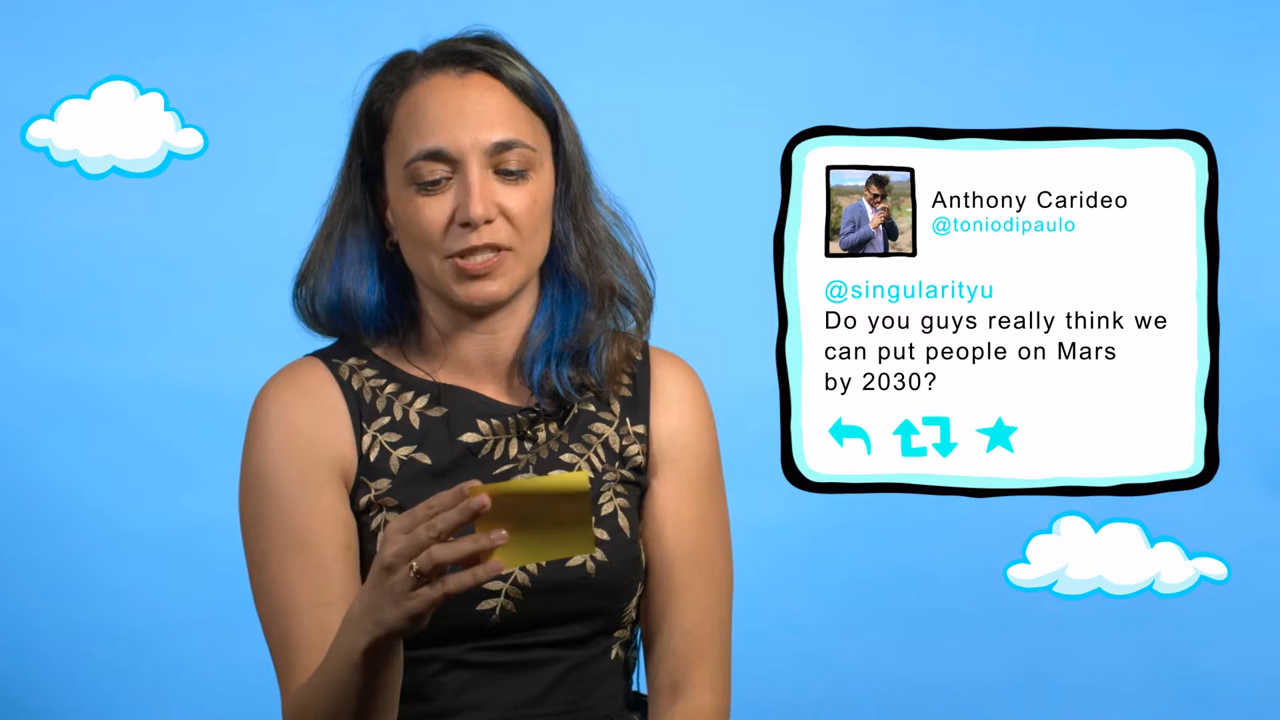 Anthony Carideo
@toniodipaulo
@singularityu
Do you guys really think we
can put people on Mars
by 2030?